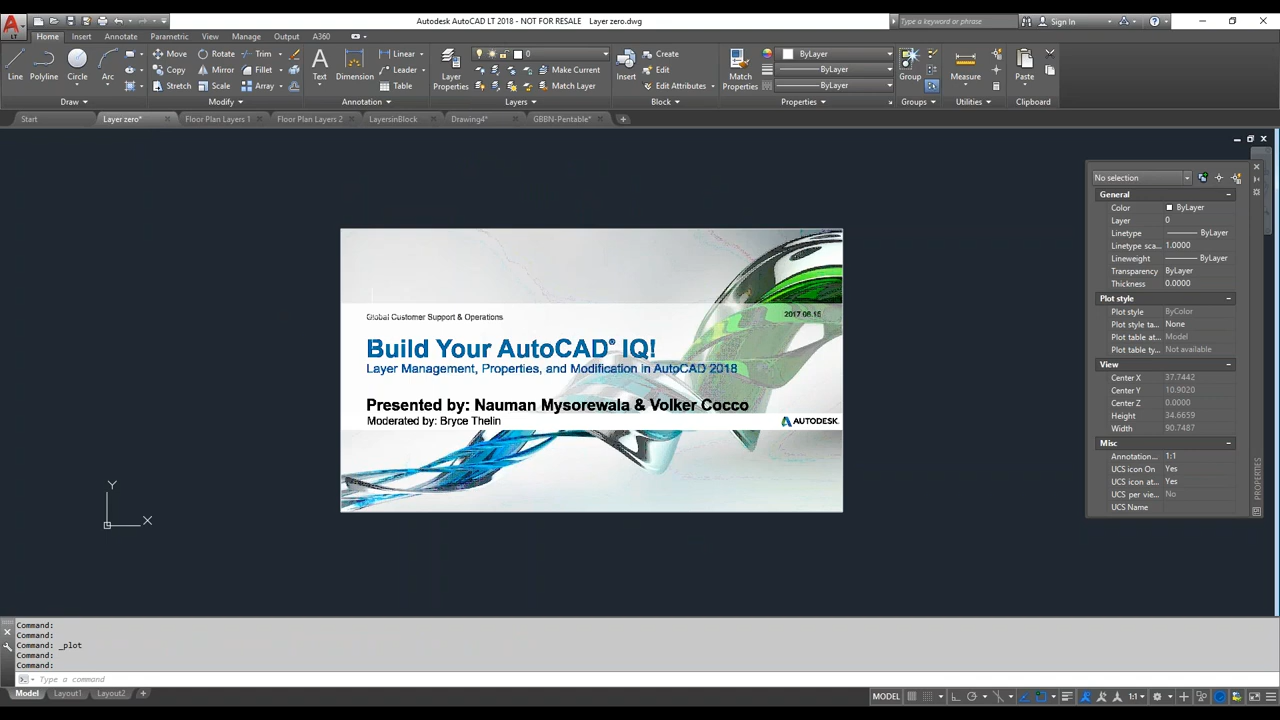 Autodesk AutoCAD LT 2018 - NOT FOR RESALE Layer zero.dwg
Type a keyword or phrase
Sign In
LT
Home Insert Annotate Parametric View Manage Output A360
Line Polyline Circle Arc
Move Rotate Trim
Copy Mirror Fillet
Stretch Scale Array
Text Dimension
Linear
Leader
Table
Layer Properties
0
Make Current
Match Layer
Insert
Create
Edit
Edit Attributes
Match Properties
ByLayer
ByLayer
ByLayer
Group
Measure
Paste
Draw Modify Annotation Layers Block Properties Groups Utilities Clipboard
Start Layer zero* Floor Plan Layers 1 Floor Plan Layers 2 LayersinBlock Drawing4* GBBN-Pentable*
Global Customer Support & Operations
2017.06.15
Build Your AutoCAD® IQ!
Layer Management, Properties, and Modification in AutoCAD 2018
Presented by: Nauman Mysorewala & Volker Cocco
Moderated by: Bryce Thelin
AUTODESK.
Y
X
No selection
General
Color ByLayer
Layer 0
Linetype ByLayer
Linetype sca... 1.0000
Lineweight ByLayer
Transparency ByLayer
Thickness 0.0000
Plot style
Plot style ByColor
Plot style ta... None
Plot table at... Model
Plot table ty... Not available
View
Center X 37.7442
Center Y 10.9020
Center Z 0.0000
Height 34.6659
Width 90.7487
Misc
Annotation... 1:1
UCS icon On Yes
UCS icon at... Yes
UCS per vie... No
UCS Name
PROPERTIES
Command:
Command:
Command: _plot
Command:
Command:
Type a command
Model Layout1 Layout2
MODEL 1:1